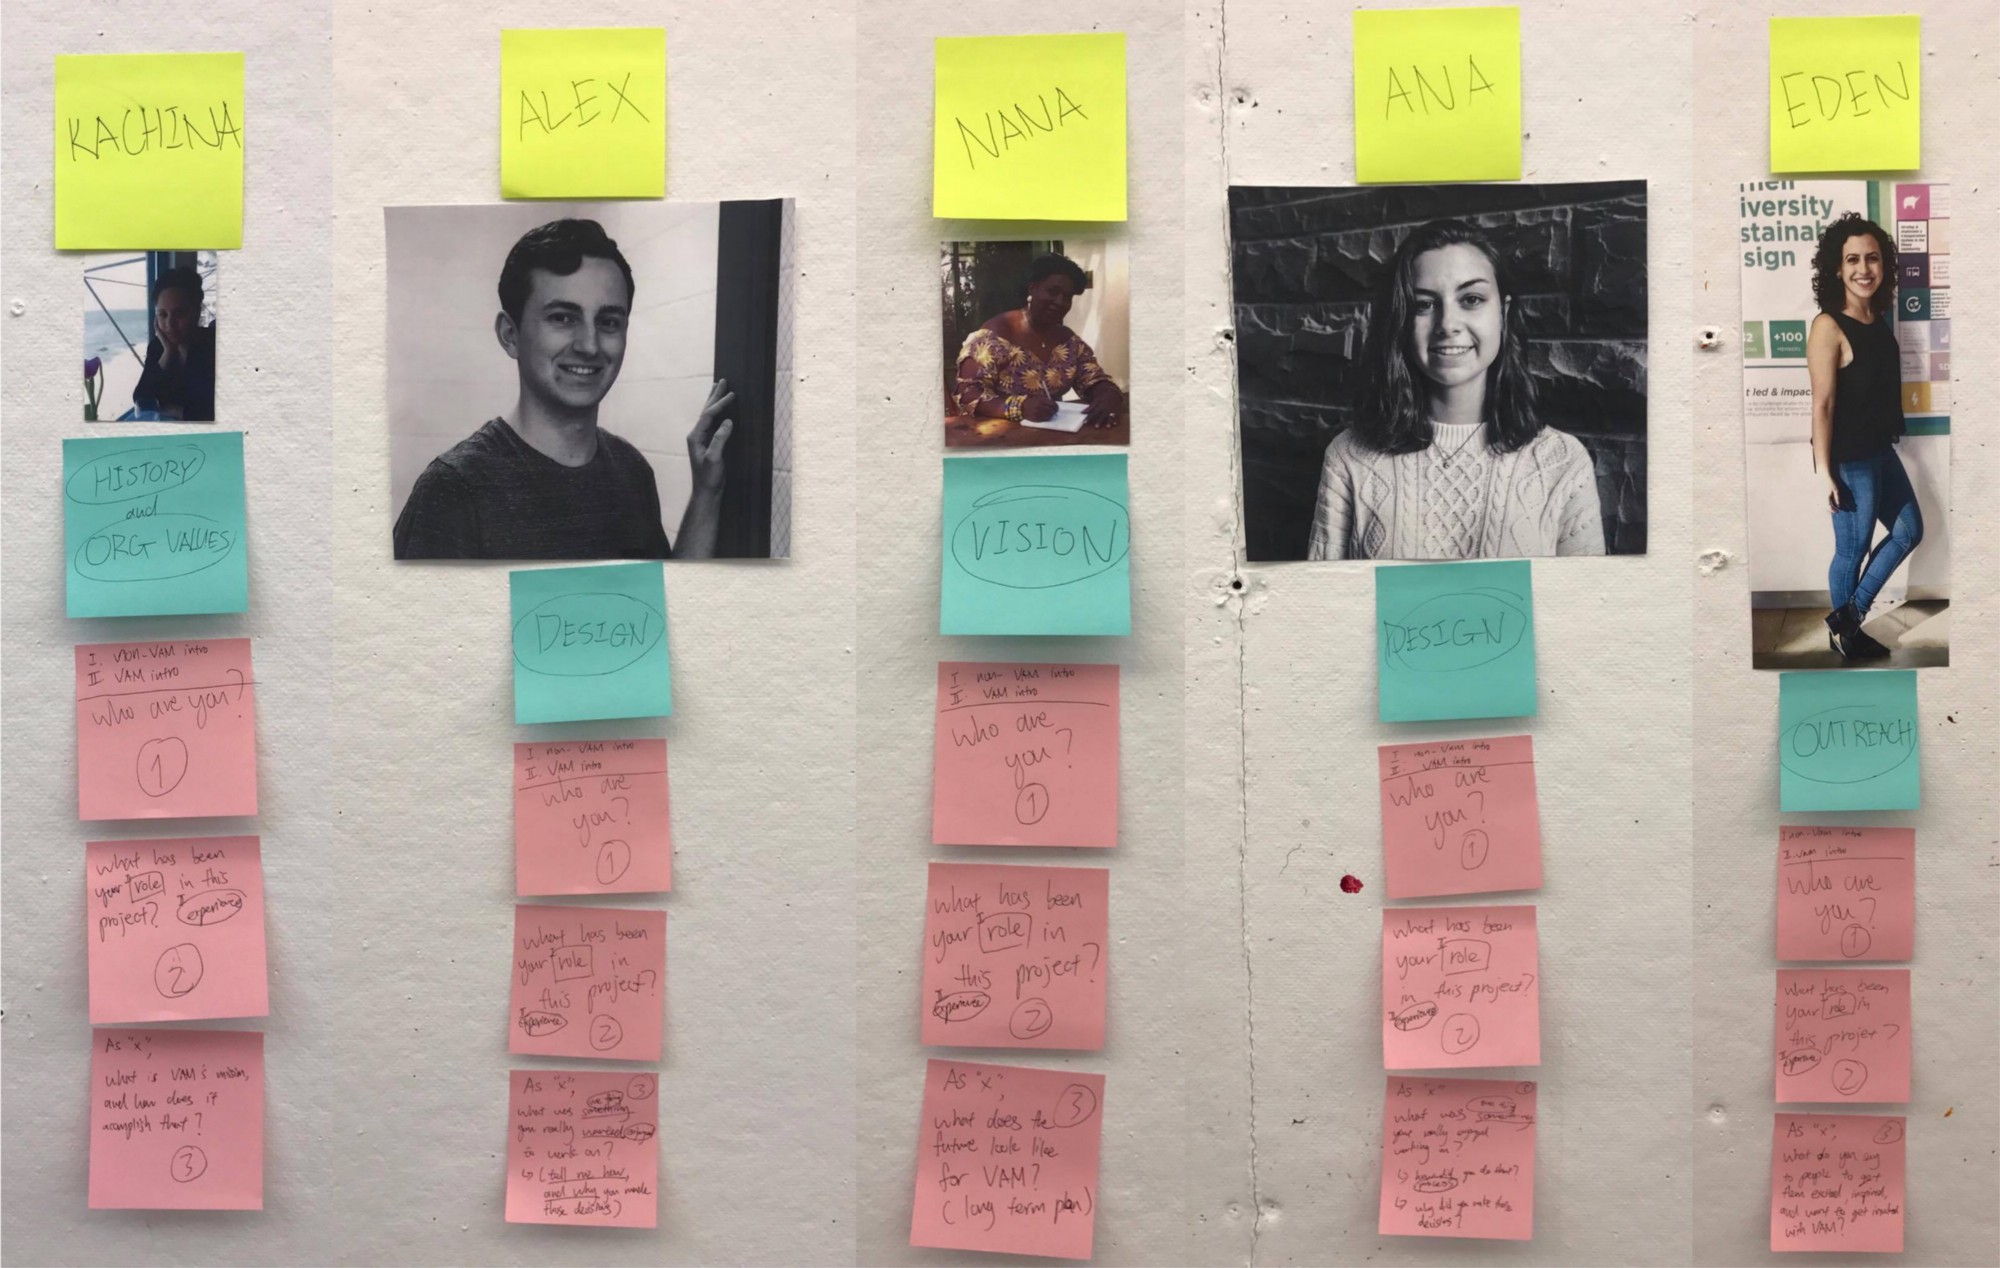 KACHINA
HISTORY
and
ORG VALUES
I. non-VAM intro
II. VAM intro
who are you?
1
what has been
your role in this
I
experience
project?
2
As "x",
what is VAM's mission,
and how does it
accomplish that?
3
ALEX
DESIGN
I. non-VAM intro
II. VAM intro
who are
you?
1
what has been
your role in
this project?
I
experience
2
As "x", 3
what was something
you really wanted enjoyed
to work on?
↳ (tell me how,
and why you made
those decisions)
NANA
VISION
I. non-VAM intro
II. VAM intro
Who are
you?
1
what has been
your role in
this project?
I
experience
2
As "x", 3
what does the
future look like
for VAM?
(long term plan)
ANA
DESIGN
I. non-VAM intro
VAM intro
who are
you?
1
what has been
your role
in this project?
I
experience
2
As "x", 3
what was something
you really enjoyed
working on?
↳ how did you do that?
process
↳ why did you make those
decisions?
EDEN
men
iversity
stainab
sign
+100
t led & impac
OUTREACH
I non-VAM intro
II. VAM intro
Who are
you?
1
what has been
your role in
this project?
experience
2
As "x", 3
what do you say
to people to get
them excited, inspired,
and want to get involved
with VAM?